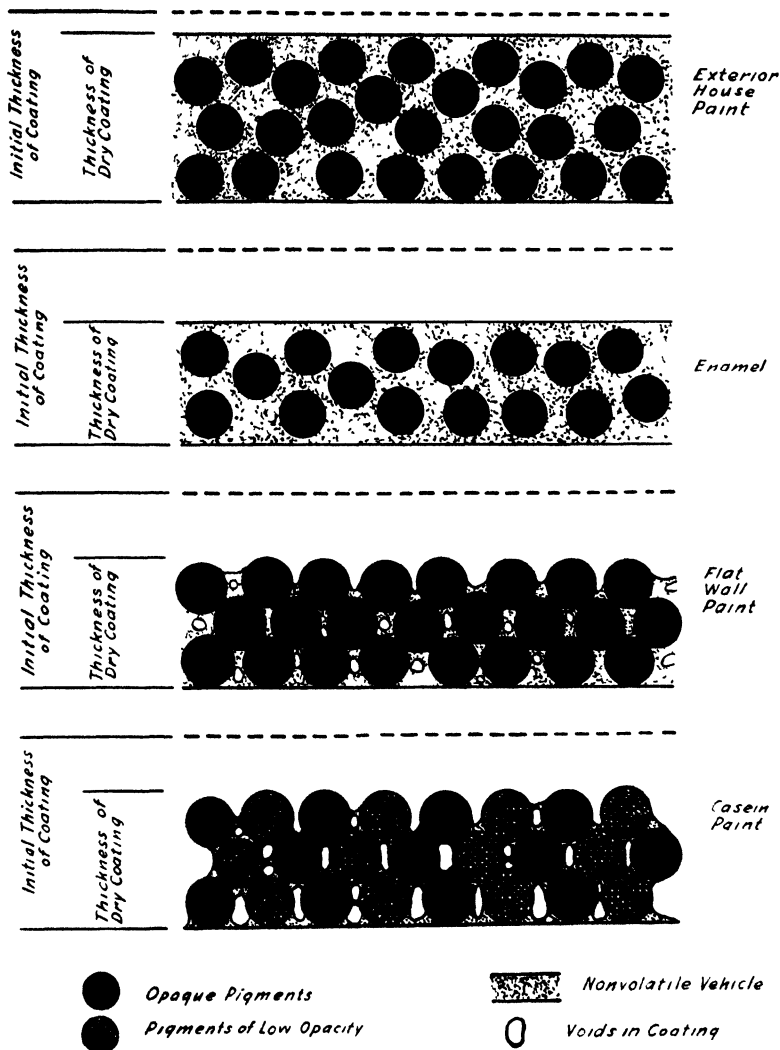 Initial Thickness
of Coating
Thickness of
Dry Coating
Exterior
House
Paint
Initial Thickness
of Coating
Thickness of
Dry Coating
Enamel
Initial Thickness
of Coating
Thickness of
Dry Coating
Flat
Wall
Paint
Initial Thickness
of Coating
Thickness of
Dry Coating
Casein
Paint
Opaque Pigments
Nonvolatile Vehicle
Pigments of Low Opacity
Voids in Coating